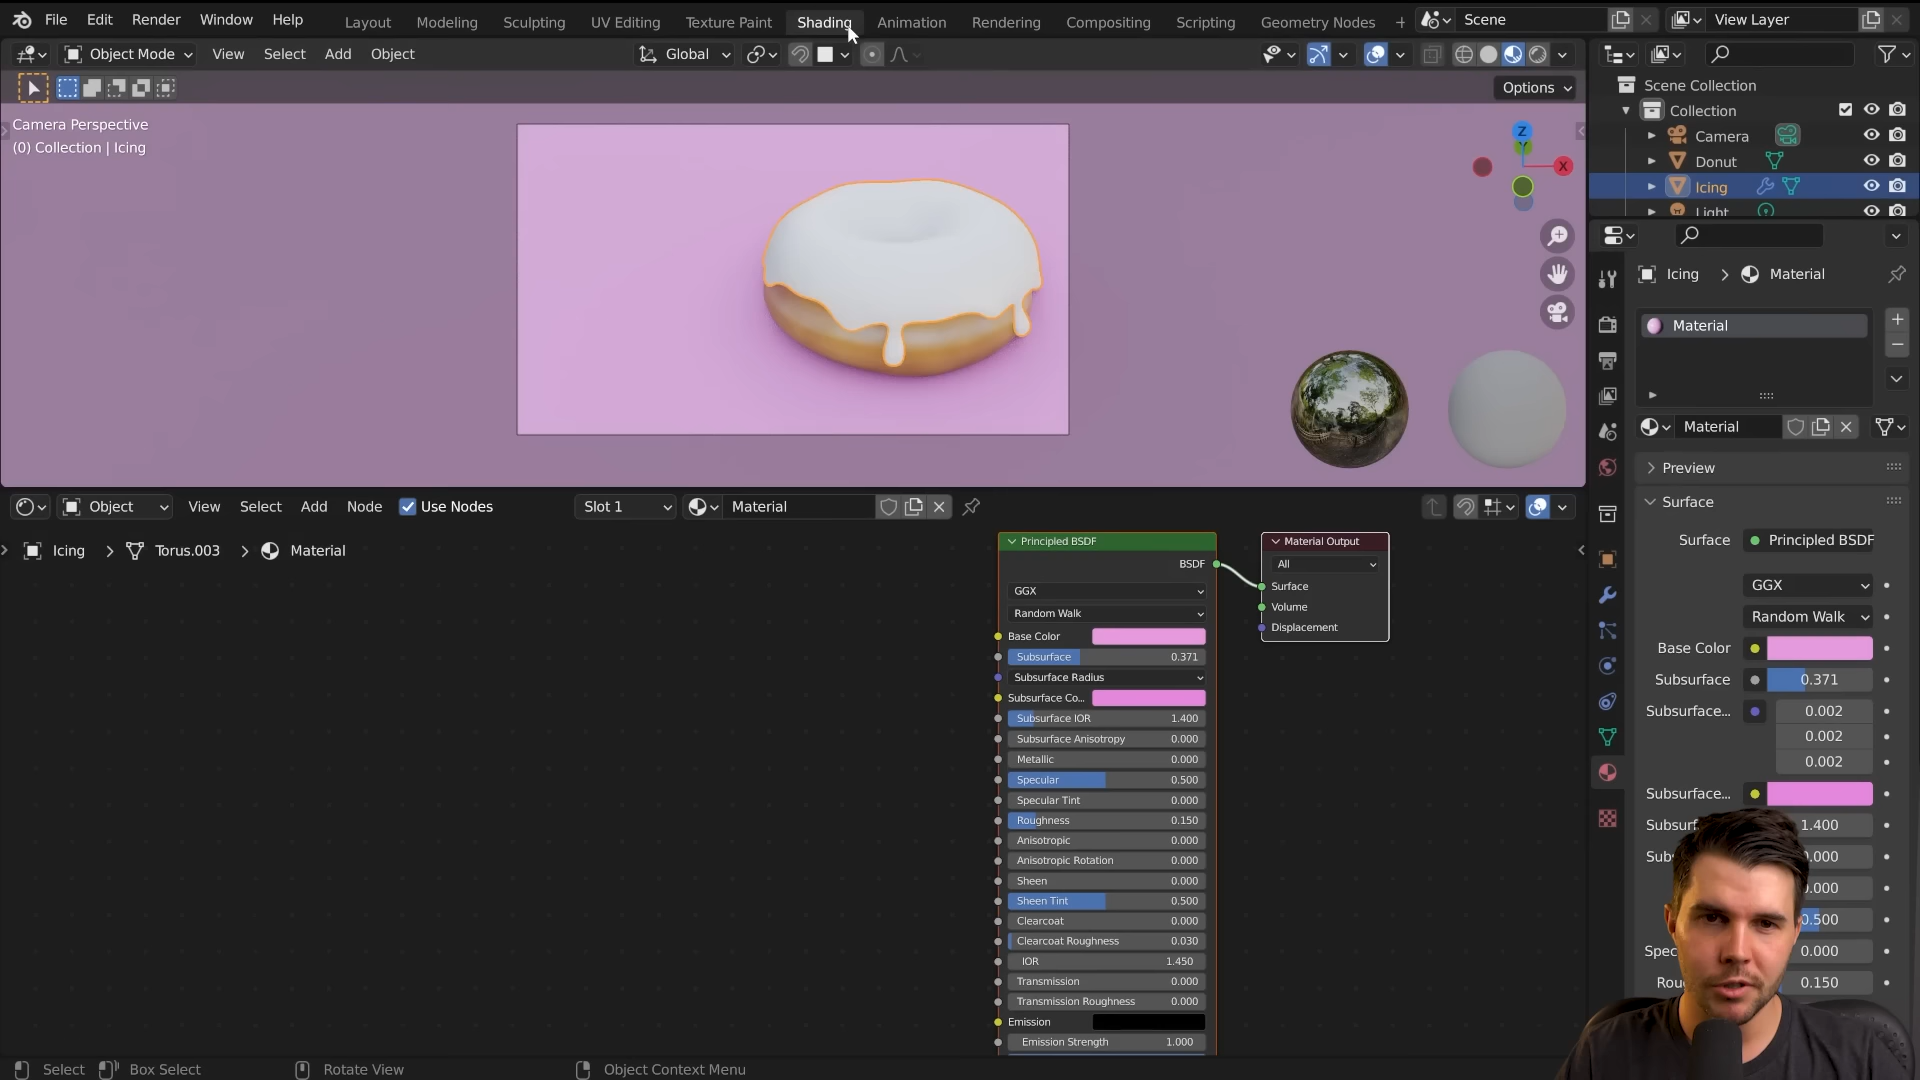 File Edit Render Window Help Layout Modeling Sculpting UV Editing Texture Paint Shading Animation Rendering Compositing Scripting Geometry Nodes + Scene View Layer
Object Mode View Select Add Object Global
Options
Camera Perspective
(0) Collection | Icing
Z
X
Scene Collection
Collection
Camera
Donut
Icing
Light
Icing > Material
Material
Material
Preview
Surface
Surface Principled BSDF
GGX
Random Walk
Base Color
Subsurface 0.371
Subsurface... 0.002
0.002
0.002
Subsurface...
1.400
0.000
0.000
0.500
0.000
0.150
Object View Select Add Node Use Nodes Slot 1 Material
Icing > Torus.003 > Material
Principled BSDF
BSDF
GGX
Random Walk
Base Color
Subsurface 0.371
Subsurface Radius
Subsurface Co...
Subsurface IOR 1.400
Subsurface Anisotropy 0.000
Metallic 0.000
Specular 0.500
Specular Tint 0.000
Roughness 0.150
Anisotropic 0.000
Anisotropic Rotation 0.000
Sheen 0.000
Sheen Tint 0.500
Clearcoat 0.000
Clearcoat Roughness 0.030
IOR 1.450
Transmission 0.000
Transmission Roughness 0.000
Emission
Emission Strength 1.000
Material Output
All
Surface
Volume
Displacement
Select Box Select Rotate View Object Context Menu